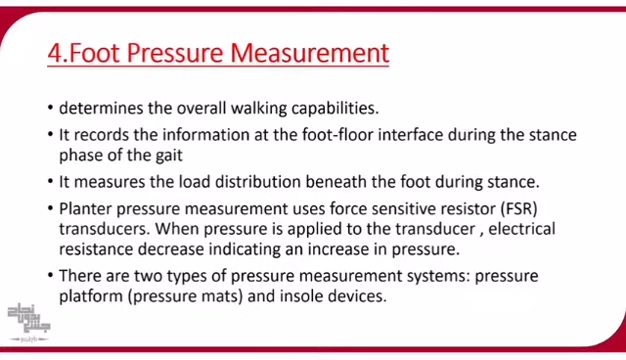 4.Foot Pressure Measurement
• determines the overall walking capabilities.
• It records the information at the foot-floor interface during the stance
phase of the gait
• It measures the load distribution beneath the foot during stance.
• Planter pressure measurement uses force sensitive resistor (FSR)
transducers. When pressure is applied to the transducer , electrical
resistance decrease indicating an increase in pressure.
• There are two types of pressure measurement systems: pressure
platform (pressure mats) and insole devices.